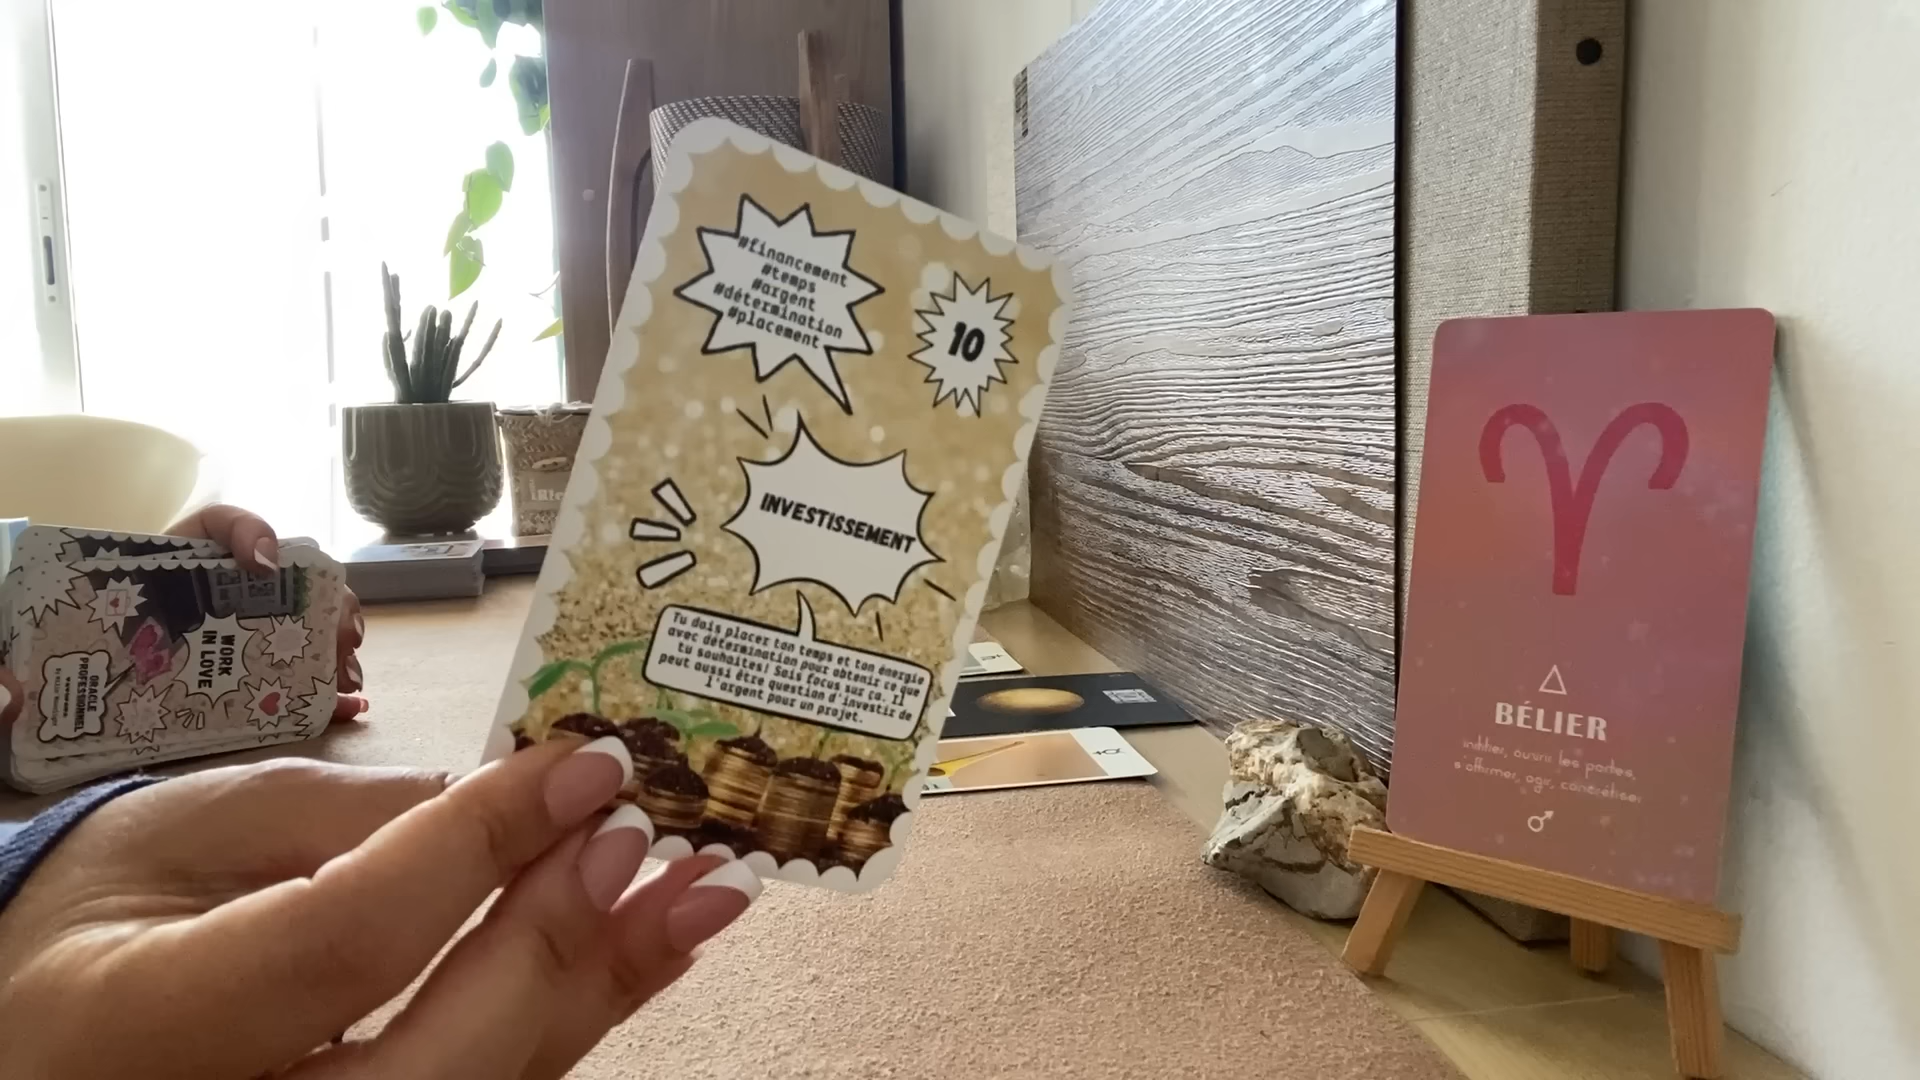 #financement
#temps
#argent
#détermination
#placement
10
INVESTISSEMENT
Tu dois placer ton temps et ton énergie
avec détermination pour obtenir ce que
tu souhaites! Sais focus sur ça. Il
peut aussi être question d'investir de
l'argent pour un projet.
WORK
IN LOVE
ORACLE
PROFESSIONNEL
BÉLIER
initier, ouvrir les portes,
s'affirmer, agir, concrétiser